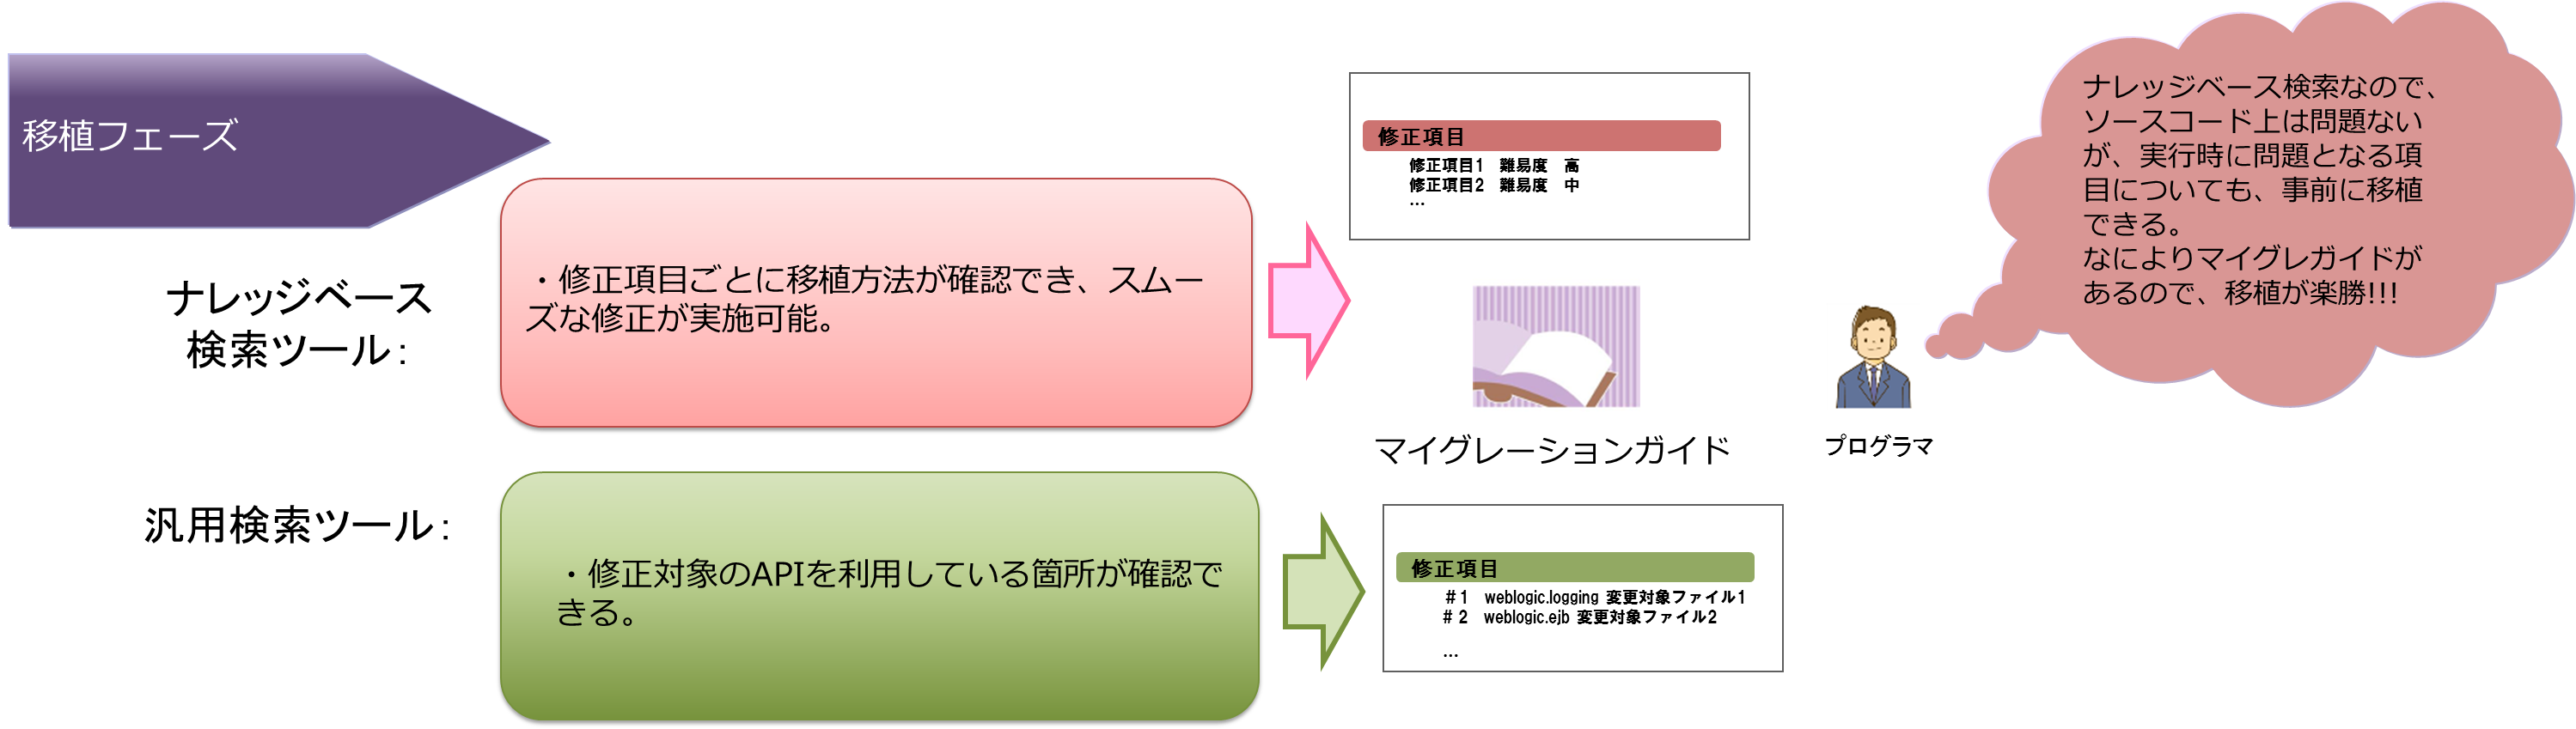 移植フェーズ
ナレッジベース
検索ツール：
・修正項目ごとに移植方法が確認でき、スムー
ズな修正が実施可能。
修正項目
修正項目1　難易度　高
修正項目2　難易度　中
…
マイグレーションガイド
プログラマ
ナレッジベース検索なので、
ソースコード上は問題ない
が、実行時に問題となる項
目についても、事前に移植
できる。
なによりマイグレガイドが
あるので、移植が楽勝!!!
汎用検索ツール：
・修正対象のAPIを利用している箇所が確認で
きる。
修正項目
＃1　weblogic.logging 変更対象ファイル1
＃2　weblogic.ejb 変更対象ファイル2
…